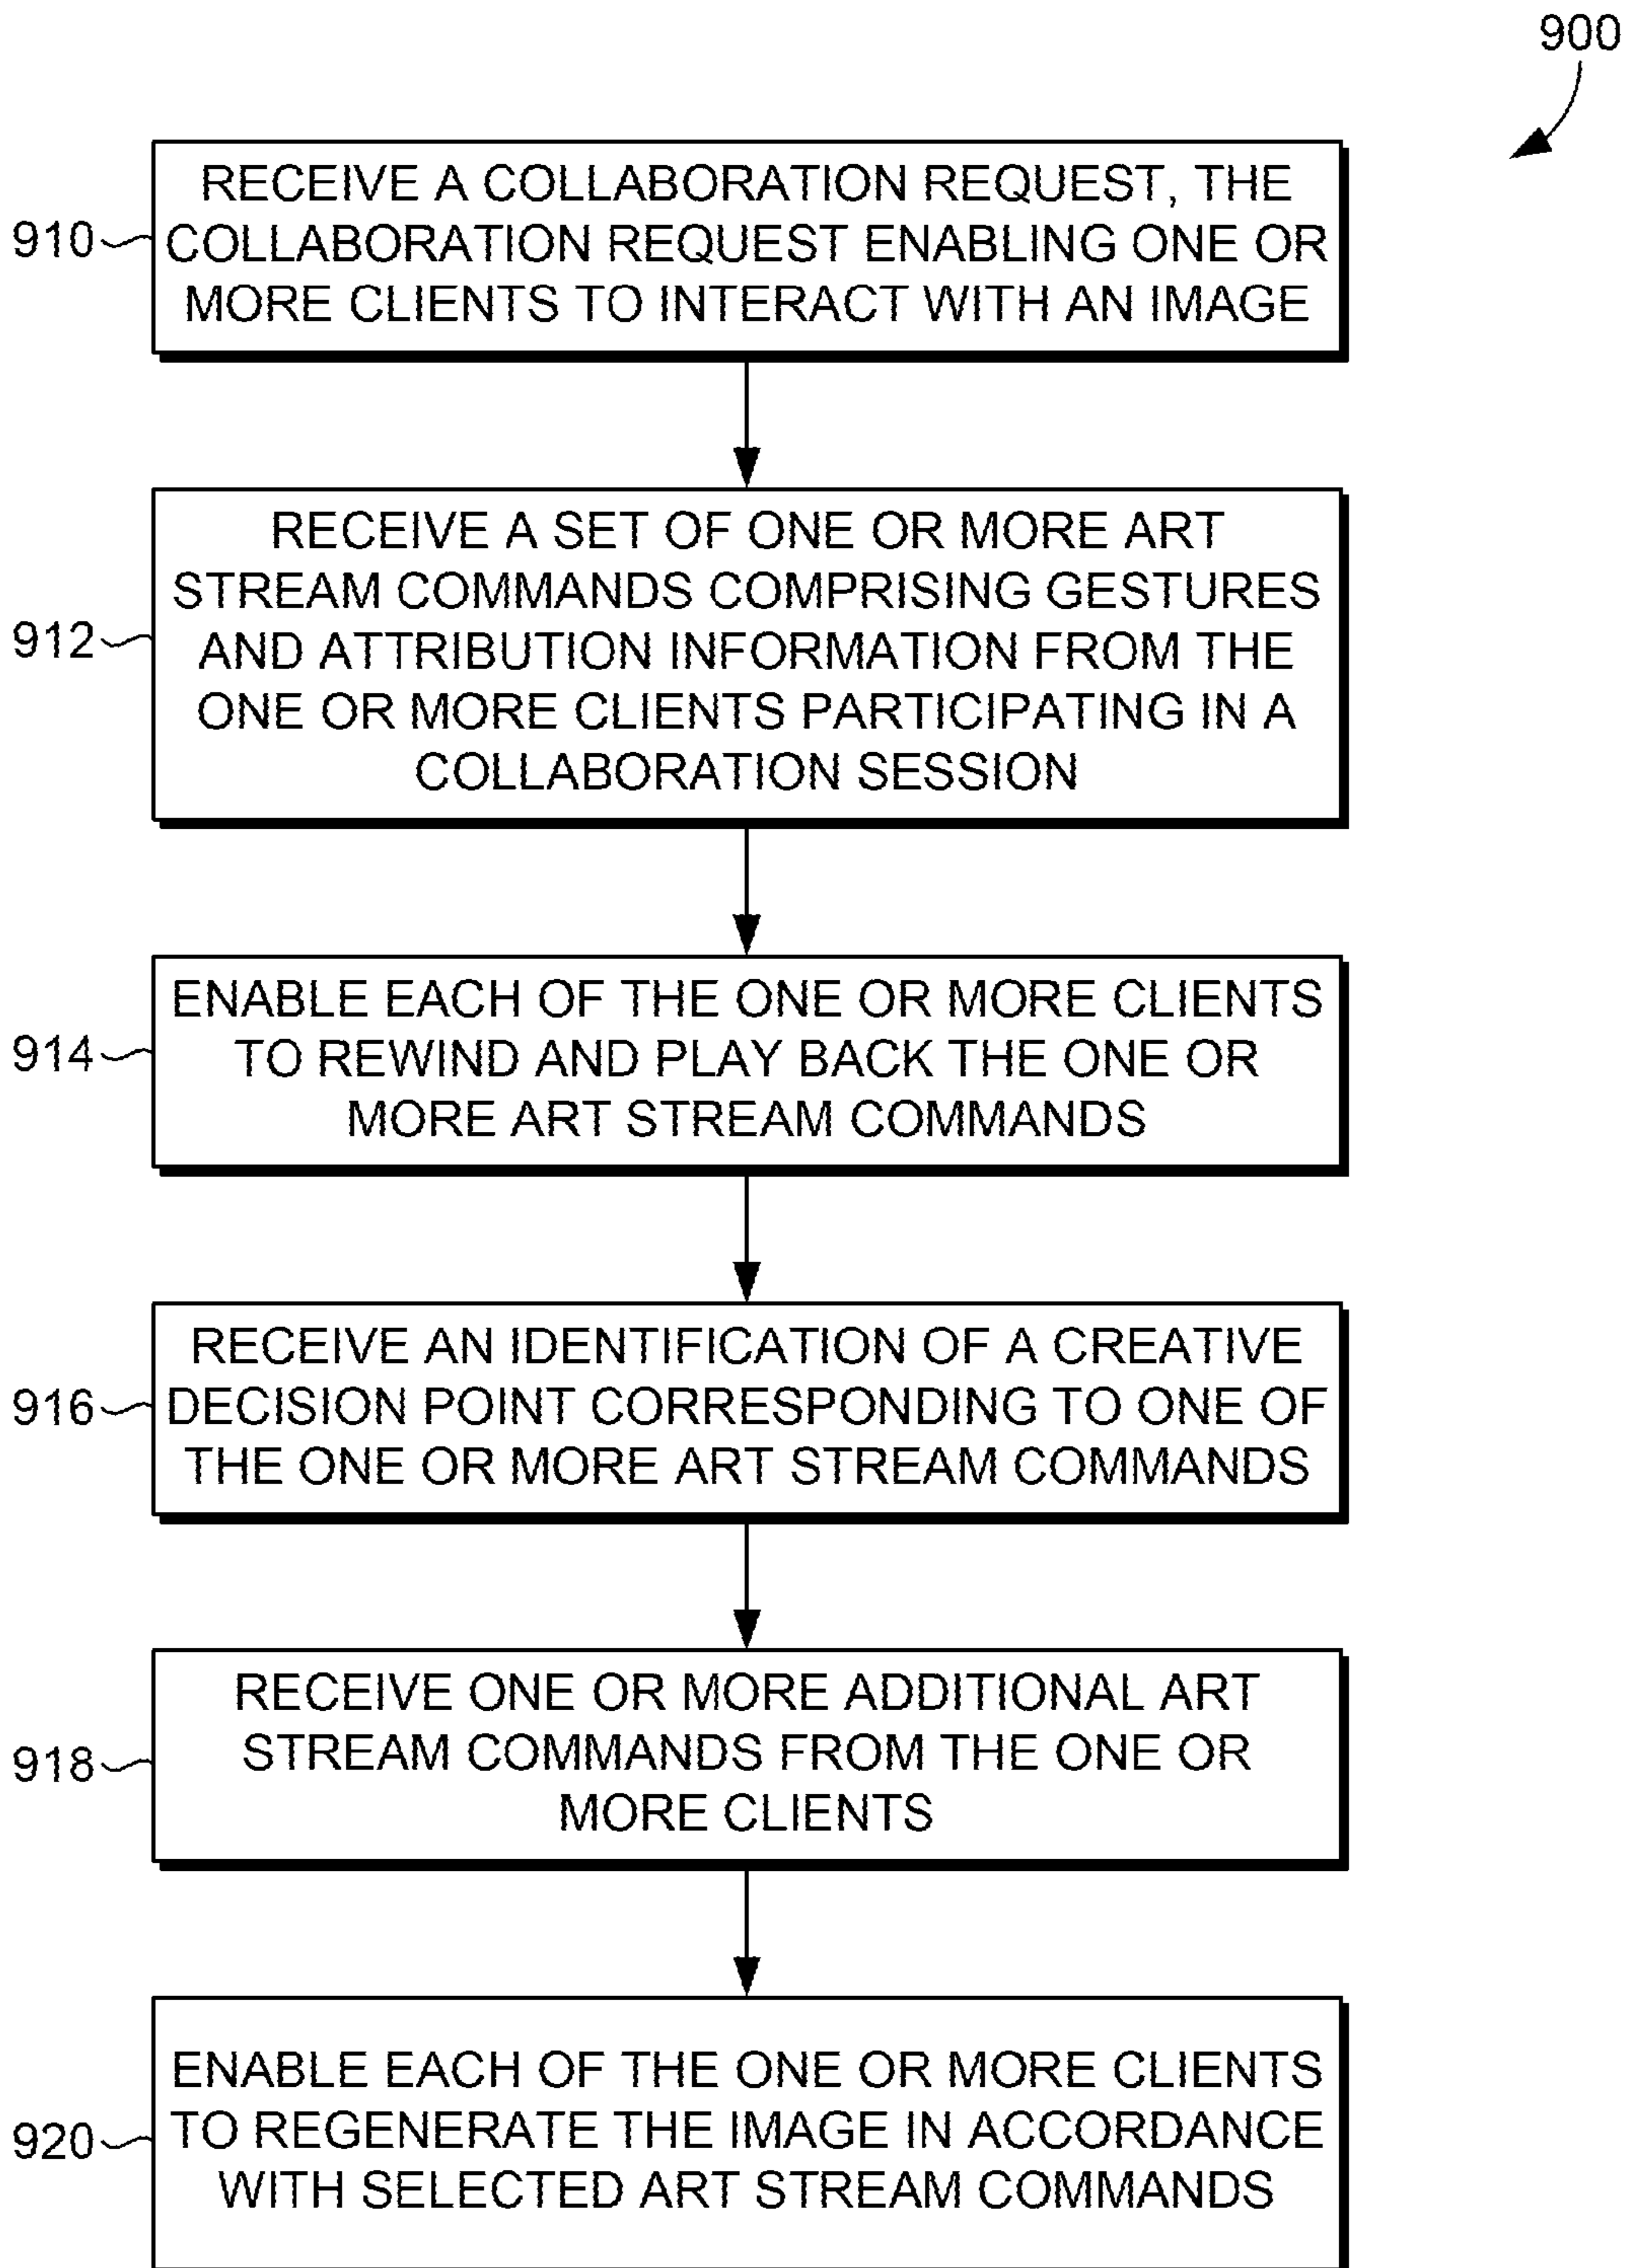 900
RECEIVE A COLLABORATION REQUEST, THE
910 COLLABORATION REQUEST ENABLING ONE OR
MORE CLIENTS TO INTERACT WITH AN IMAGE
RECEIVE A SET OF ONE OR MORE ART
STREAM COMMANDS COMPRISING GESTURES
912 AND ATTRIBUTION INFORMATION FROM THE
ONE OR MORE CLIENTS PARTICIPATING IN A
COLLABORATION SESSION
ENABLE EACH OF THE ONE OR MORE CLIENTS
914 TO REWIND AND PLAY BACK THE ONE OR
MORE ART STREAM COMMANDS
RECEIVE AN IDENTIFICATION OF A CREATIVE
916 DECISION POINT CORRESPONDING TO ONE OF
THE ONE OR MORE ART STREAM COMMANDS
RECEIVE ONE OR MORE ADDITIONAL ART
918 STREAM COMMANDS FROM THE ONE OR
MORE CLIENTS
ENABLE EACH OF THE ONE OR MORE CLIENTS
920 TO REGENERATE THE IMAGE IN ACCORDANCE
WITH SELECTED ART STREAM COMMANDS